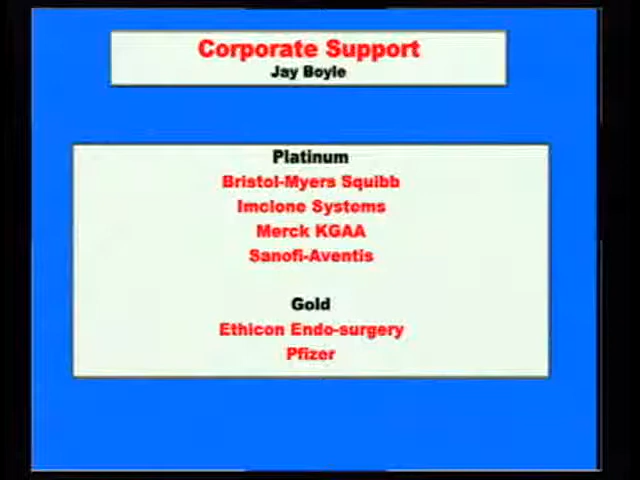 Corporate Support
Jay Boyle
Platinum
Bristol-Myers Squibb
Imclone Systems
Merck KGAA
Sanofi-Aventis
Gold
Ethicon Endo-surgery
Pfizer